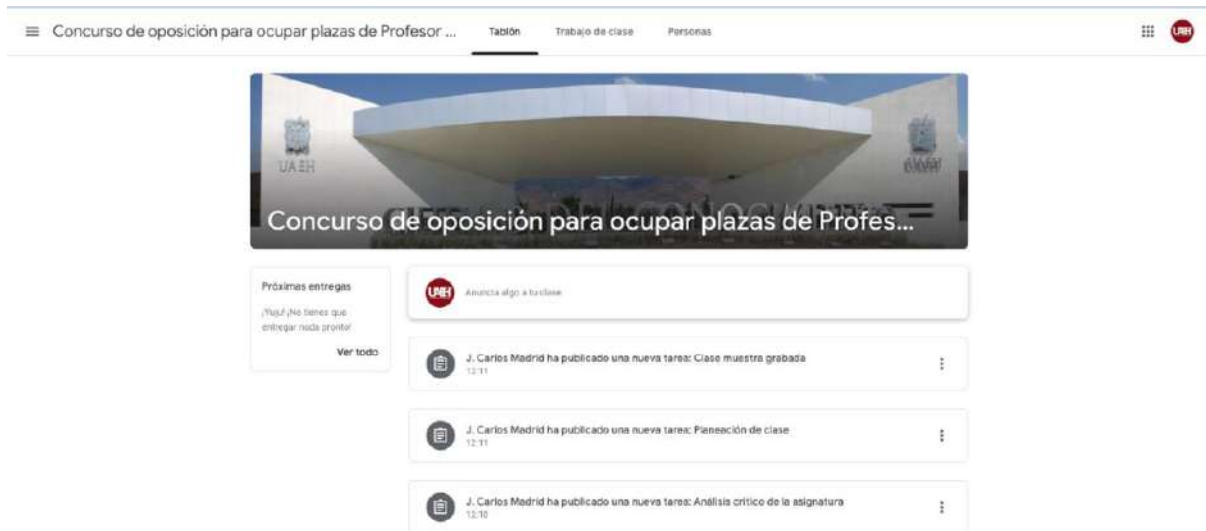 Concurso de oposición para ocupar plazas de Profesor ...
Tablón
Trabajo de clase
Personas
UAEH
UAEH
UAEH
Concurso de oposición para ocupar plazas de Profes...
Próximas entregas
¡Yuju! ¡No tienes que
entregar nada pronto!
Ver todo
UAEH
Anuncia algo a tu clase
J. Carlos Madrid ha publicado una nueva tarea: Clase muestra grabada
12:11
J. Carlos Madrid ha publicado una nueva tarea: Planeación de clase
12:11
J. Carlos Madrid ha publicado una nueva tarea: Análisis crítico de la asignatura
12:10